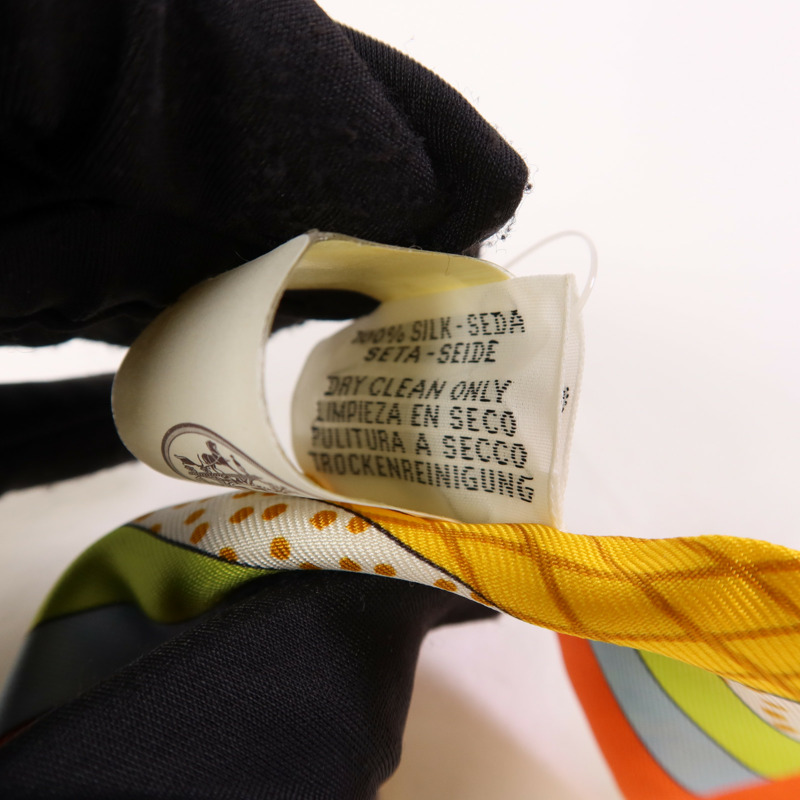 100% SILK-SEDA
SETA-SEIDE
DRY CLEAN ONLY
LIMPIEZA EN SECO
PULITURA A SECCO
TROCKENREINIGUNG